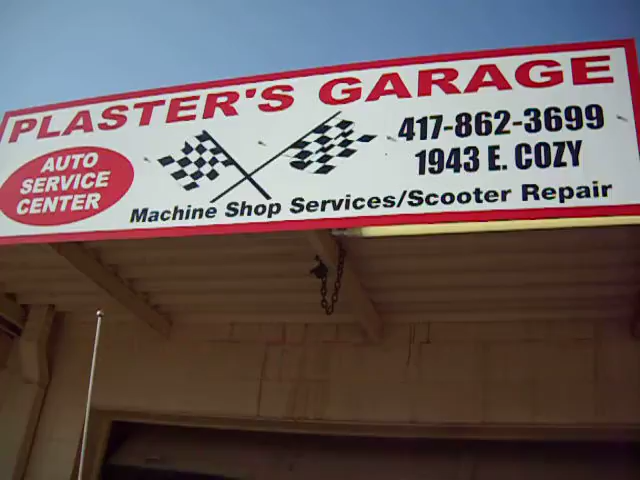 PLASTER'S GARAGE
AUTO
SERVICE
CENTER
417-862-3699
1943 E. COZY
Machine Shop Services/Scooter Repair